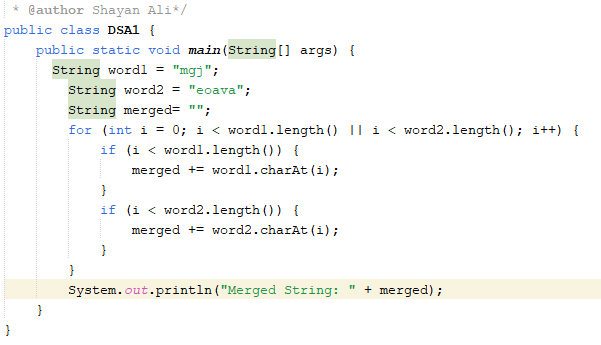 * @author Shayan Ali*/
public class DSA1 {
    public static void main(String[] args) {
      String word1 = "mgj";
        String word2 = "eoava";
        String merged= "";
        for (int i = 0; i < word1.length() || i < word2.length(); i++) {
            if (i < word1.length()) {
                merged += word1.charAt(i);
            }
            if (i < word2.length()) {
                merged += word2.charAt(i);
            }
        }
        System.out.println("Merged String: " + merged);
    }
}